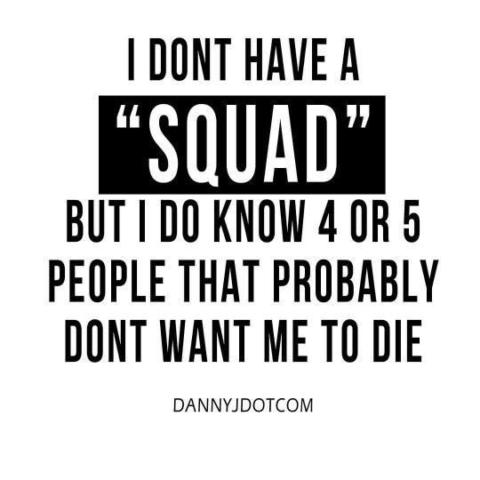 I DONT HAVE A
“SQUAD”
BUT I DO KNOW 4 OR 5
PEOPLE THAT PROBABLY
DONT WANT ME TO DIE
DANNYJDOTCOM